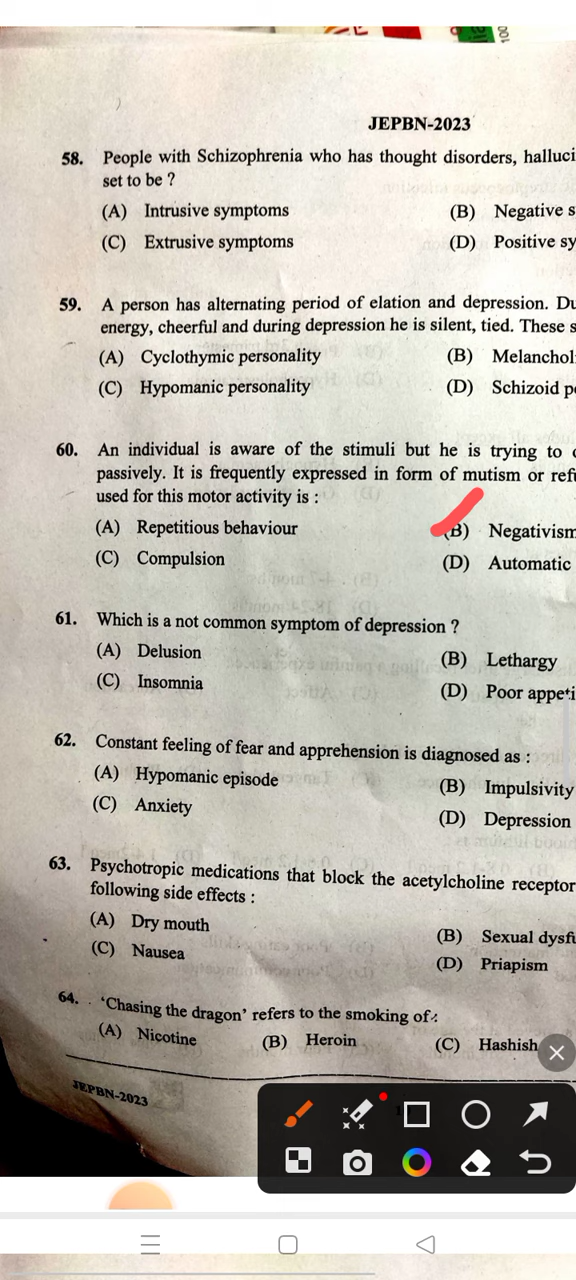 100
JEPBN-2023
58. People with Schizophrenia who has thought disorders, halluci
set to be ?
(A) Intrusive symptoms (B) Negative s
(C) Extrusive symptoms (D) Positive sy
59. A person has alternating period of elation and depression. Du
energy, cheerful and during depression he is silent, tied. These s
(A) Cyclothymic personality (B) Melanchol
(C) Hypomanic personality (D) Schizoid pe
60. An individual is aware of the stimuli but he is trying to
passively. It is frequently expressed in form of mutism or refu
used for this motor activity is :
(A) Repetitious behaviour (B) Negativism
(C) Compulsion (D) Automatic
61. Which is a not common symptom of depression ?
(A) Delusion (B) Lethargy
(C) Insomnia (D) Poor appeti
62. Constant feeling of fear and apprehension is diagnosed as :
(A) Hypomanic episode (B) Impulsivity
(C) Anxiety (D) Depression
63. Psychotropic medications that block the acetylcholine receptor
following side effects :
(A) Dry mouth (B) Sexual dysfu
(C) Nausea (D) Priapism
64. 'Chasing the dragon' refers to the smoking of :
(A) Nicotine (B) Heroin (C) Hashish
JEPBN-2023